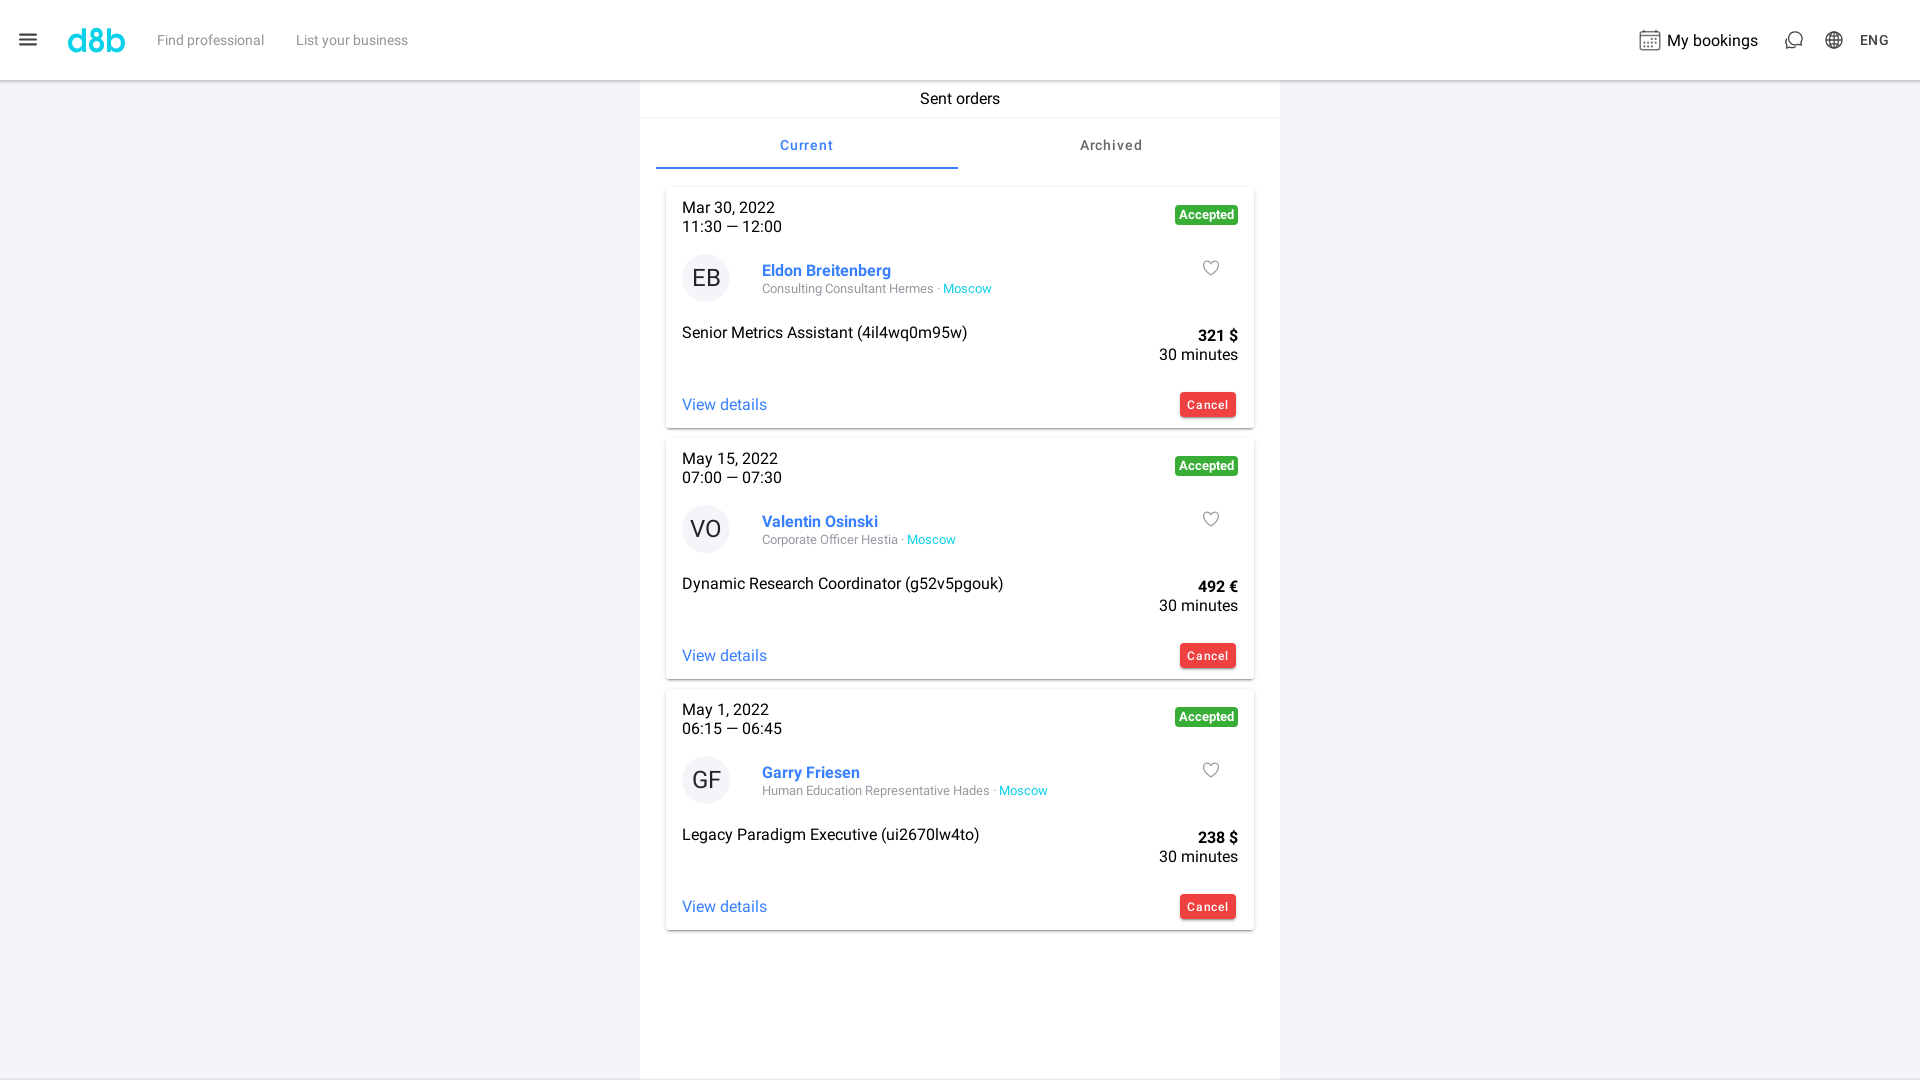 d8b
Find professional
List your business
My bookings
ENG
Sent orders
Current
Archived
Mar 30, 2022
11:30 — 12:00
Accepted
EB
Eldon Breitenberg
Consulting Consultant Hermes · Moscow
Senior Metrics Assistant (4il4wq0m95w)
321 $
30 minutes
View details
Cancel
May 15, 2022
07:00 — 07:30
Accepted
VO
Valentin Osinski
Corporate Officer Hestia · Moscow
Dynamic Research Coordinator (g52v5pgouk)
492 €
30 minutes
View details
Cancel
May 1, 2022
06:15 — 06:45
Accepted
GF
Garry Friesen
Human Education Representative Hades · Moscow
Legacy Paradigm Executive (ui2670lw4to)
238 $
30 minutes
View details
Cancel